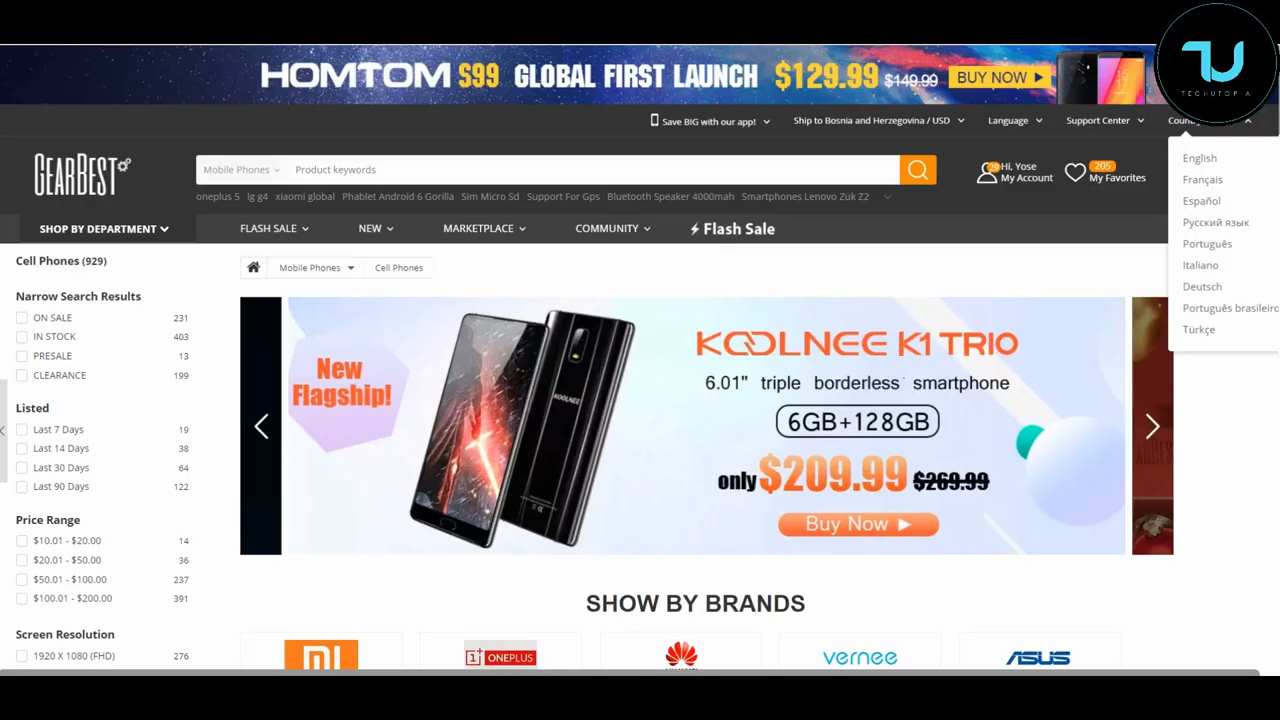 HOMTOM S99 GLOBAL FIRST LAUNCH $129.99 $149.99 BUY NOW
TECHUTOPIA
Save BIG with our app! Ship to Bosnia and Herzegovina / USD Language Support Center
GEARBEST
Mobile Phones Product keywords
Hi, Yose
My Account
205
My Favorites
oneplus 5 lg g4 xiaomi global Phablet Android 6 Gorilla Sim Micro Sd Support For Gps Bluetooth Speaker 4000mah Smartphones Lenovo Zuk Z2
English
Français
Español
Русский язык
Português
Italiano
Deutsch
Português brasileiro
Türkçe
SHOP BY DEPARTMENT FLASH SALE NEW MARKETPLACE COMMUNITY Flash Sale
Cell Phones (929)
Mobile Phones Cell Phones
Narrow Search Results
ON SALE 231
IN STOCK 403
PRESALE 13
CLEARANCE 199
Listed
Last 7 Days 19
Last 14 Days 38
Last 30 Days 64
Last 90 Days 122
Price Range
$10.01 - $20.00 14
$20.01 - $50.00 36
$50.01 - $100.00 237
$100.01 - $200.00 391
Screen Resolution
1920 X 1080 (FHD) 276
New
Flagship!
KOOLNEE
KOOLNEE K1 TRIO
6.01" triple borderless smartphone
6GB+128GB
only $209.99 $269.99
Buy Now
SHOW BY BRANDS
MI
1+ ONEPLUS
vernee
ASUS